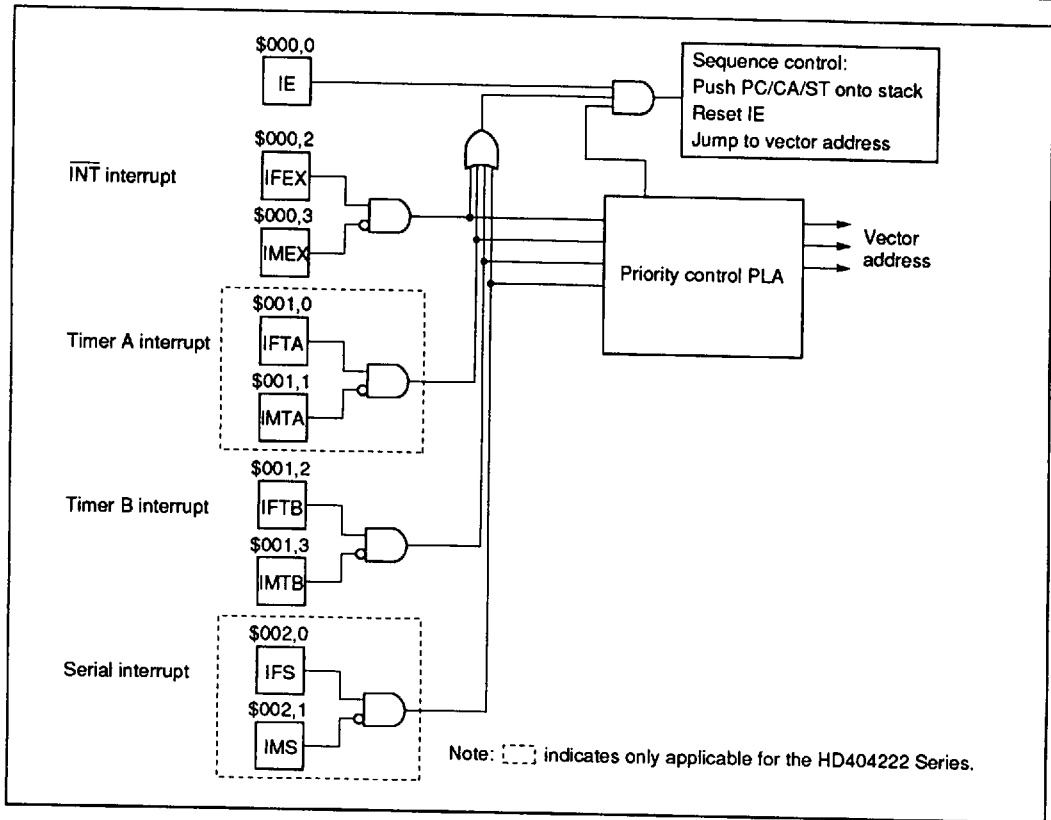 $000,0
IE
Sequence control:
Push PC/CA/ST onto stack
Reset IE
Jump to vector address
$000,2
INT interrupt
IFEX
$000,3
IMEX
Priority control PLA
Vector
address
$001,0
Timer A interrupt
IFTA
$001,1
IMTA
$001,2
Timer B interrupt
IFTB
$001,3
IMTB
$002,0
Serial interrupt
IFS
$002,1
IMS
Note: indicates only applicable for the HD404222 Series.